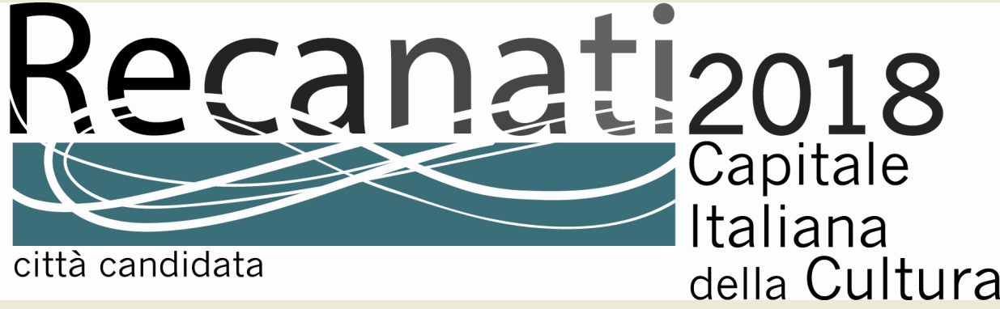 Recanati 2018
Capitale
Italiana
della Cultura
città candidata